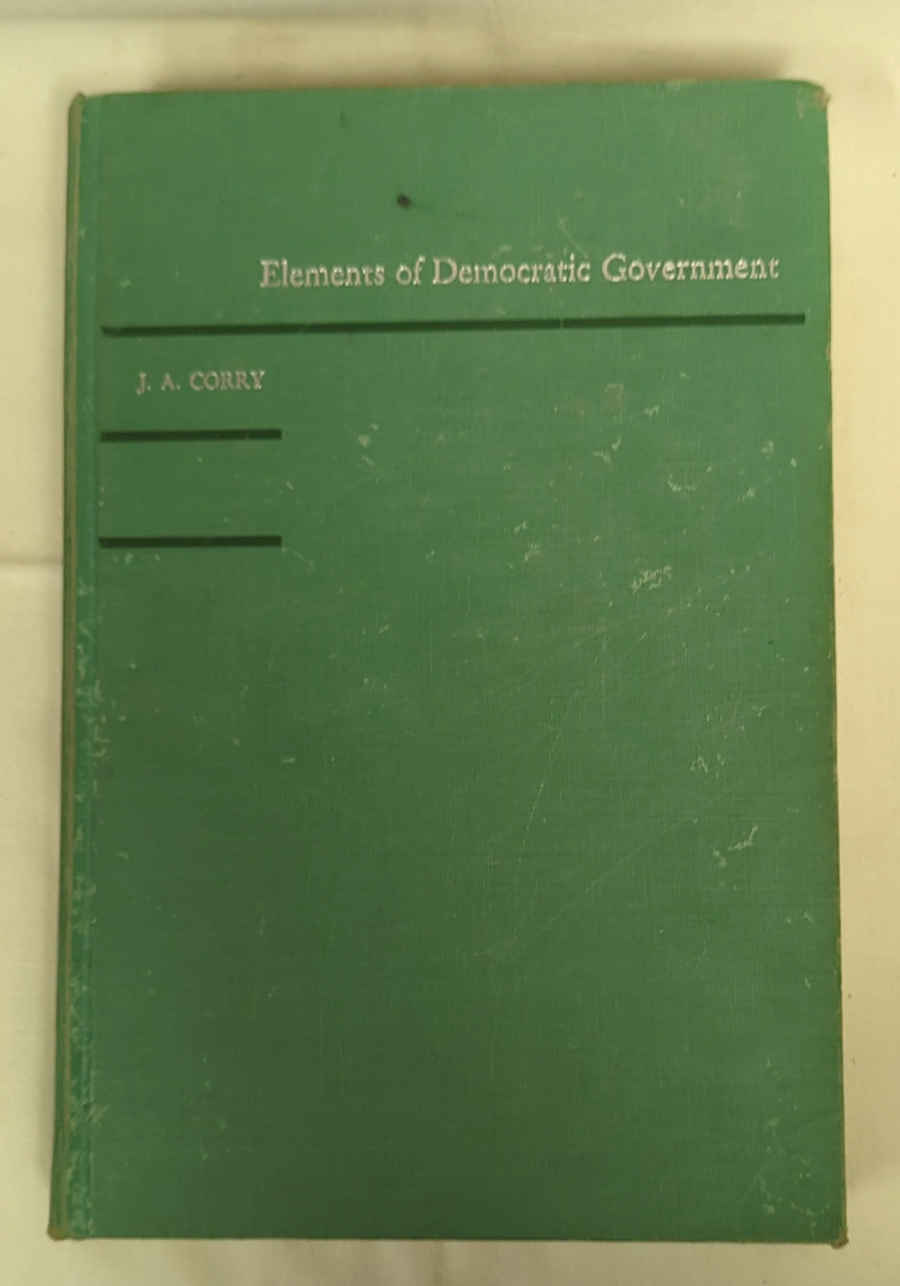 Elements of Democratic Government
J. A. CORRY